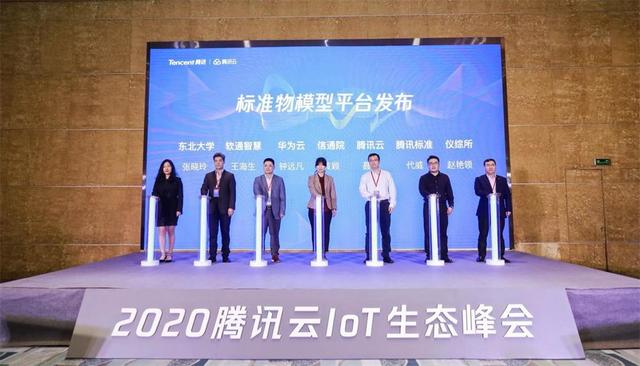 Tencent 腾讯 腾讯云
标准物模型平台发布
东北大学 软通智慧 华为云 信通院 腾讯云 腾讯标准 仪综所
张晓玲 王海生 钟远凡 颖 代威 赵艳领
2020腾讯云IoT生态峰会